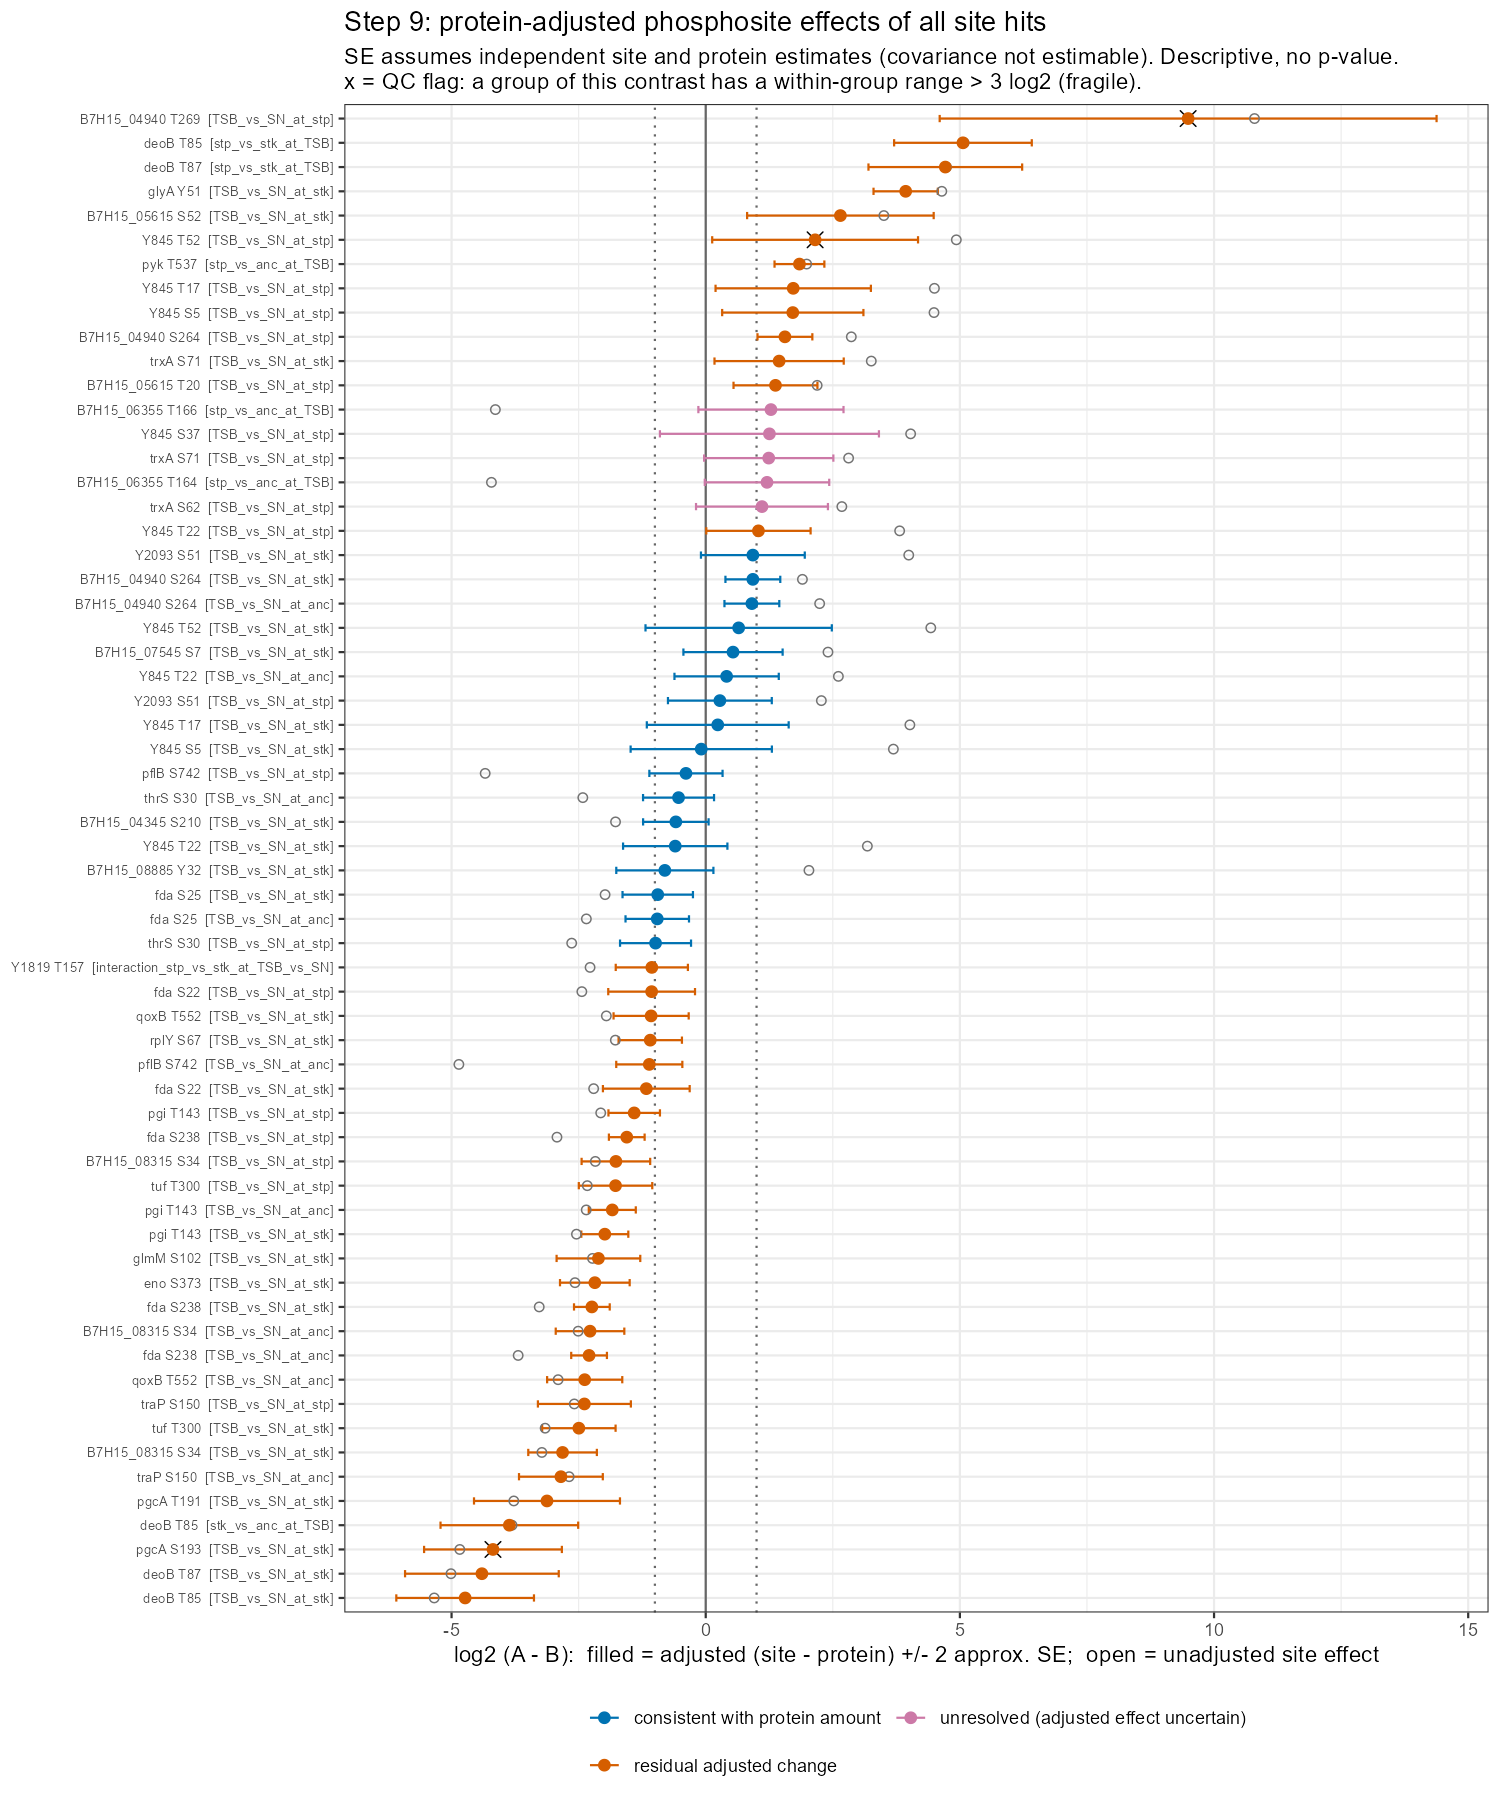 Step 9: protein-adjusted phosphosite effects of all site hits
SE assumes independent site and protein estimates (covariance not estimable). Descriptive, no p-value.
x = QC flag: a group of this contrast has a within-group range > 3 log2 (fragile).
B7H15_04940 T269 [TSB_vs_SN_at_stp]
deoB T85 [stp_vs_stk_at_TSB]
deoB T87 [stp_vs_stk_at_TSB]
glyA Y51 [TSB_vs_SN_at_stk]
B7H15_05615 S52 [TSB_vs_SN_at_stk]
Y845 T52 [TSB_vs_SN_at_stp]
pyk T537 [stp_vs_anc_at_TSB]
Y845 T17 [TSB_vs_SN_at_stp]
Y845 S5 [TSB_vs_SN_at_stp]
B7H15_04940 S264 [TSB_vs_SN_at_stp]
trxA S71 [TSB_vs_SN_at_stk]
B7H15_05615 T20 [TSB_vs_SN_at_stp]
B7H15_06355 T166 [stp_vs_anc_at_TSB]
Y845 S37 [TSB_vs_SN_at_stp]
trxA S71 [TSB_vs_SN_at_stp]
B7H15_06355 T164 [stp_vs_anc_at_TSB]
trxA S62 [TSB_vs_SN_at_stp]
Y845 T22 [TSB_vs_SN_at_stp]
Y2093 S51 [TSB_vs_SN_at_stk]
B7H15_04940 S264 [TSB_vs_SN_at_stk]
B7H15_04940 S264 [TSB_vs_SN_at_anc]
Y845 T52 [TSB_vs_SN_at_stk]
B7H15_07545 S7 [TSB_vs_SN_at_stk]
Y845 T22 [TSB_vs_SN_at_anc]
Y2093 S51 [TSB_vs_SN_at_stp]
Y845 T17 [TSB_vs_SN_at_stk]
Y845 S5 [TSB_vs_SN_at_stk]
pflB S742 [TSB_vs_SN_at_stp]
thrS S30 [TSB_vs_SN_at_anc]
B7H15_04345 S210 [TSB_vs_SN_at_stk]
Y845 T22 [TSB_vs_SN_at_stk]
B7H15_08885 Y32 [TSB_vs_SN_at_stk]
fda S25 [TSB_vs_SN_at_stk]
fda S25 [TSB_vs_SN_at_anc]
thrS S30 [TSB_vs_SN_at_stp]
Y1819 T157 [interaction_stp_vs_stk_at_TSB_vs_SN]
fda S22 [TSB_vs_SN_at_stp]
qoxB T552 [TSB_vs_SN_at_stk]
rplY S67 [TSB_vs_SN_at_stk]
pflB S742 [TSB_vs_SN_at_anc]
fda S22 [TSB_vs_SN_at_stk]
pgi T143 [TSB_vs_SN_at_stp]
fda S238 [TSB_vs_SN_at_stp]
B7H15_08315 S34 [TSB_vs_SN_at_stp]
tuf T300 [TSB_vs_SN_at_stp]
pgi T143 [TSB_vs_SN_at_anc]
pgi T143 [TSB_vs_SN_at_stk]
glmM S102 [TSB_vs_SN_at_stk]
eno S373 [TSB_vs_SN_at_stk]
fda S238 [TSB_vs_SN_at_stk]
B7H15_08315 S34 [TSB_vs_SN_at_anc]
fda S238 [TSB_vs_SN_at_anc]
qoxB T552 [TSB_vs_SN_at_anc]
traP S150 [TSB_vs_SN_at_stp]
tuf T300 [TSB_vs_SN_at_stk]
B7H15_08315 S34 [TSB_vs_SN_at_stk]
traP S150 [TSB_vs_SN_at_anc]
pgcA T191 [TSB_vs_SN_at_stk]
deoB T85 [stk_vs_anc_at_TSB]
pgcA S193 [TSB_vs_SN_at_stk]
deoB T87 [TSB_vs_SN_at_stk]
deoB T85 [TSB_vs_SN_at_stk]
-5 0 5 10 15
log2 (A - B): filled = adjusted (site - protein) +/- 2 approx. SE; open = unadjusted site effect
consistent with protein amount
unresolved (adjusted effect uncertain)
residual adjusted change